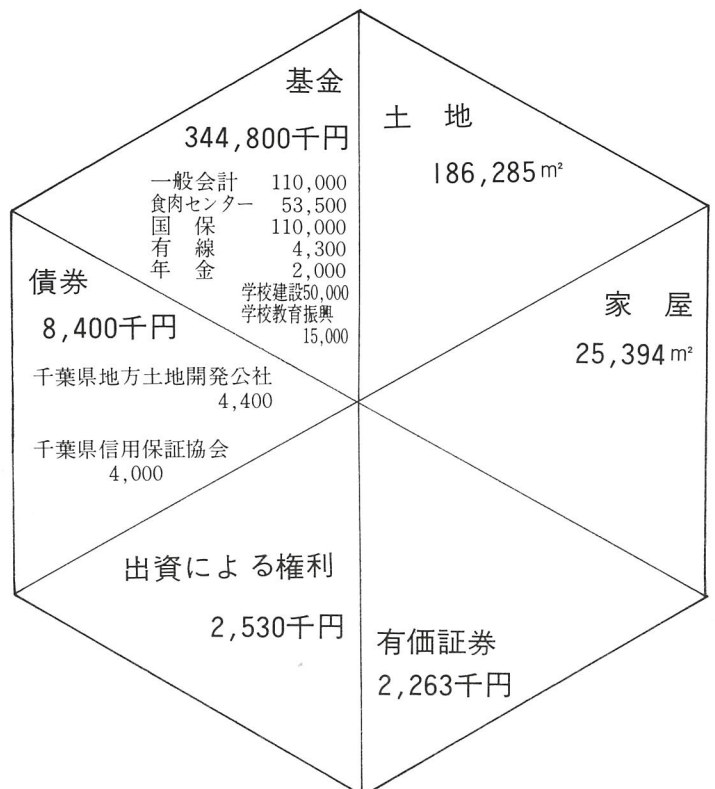 基金
344,800千円
一般会計 110,000
食肉センター 53,500
国保 110,000
有線 4,300
年金 2,000
学校建設50,000
学校教育振興
15,000
土地
186,285m²
家屋
25,394m²
有価証券
2,263千円
出資による権利
2,530千円
債券
8,400千円
千葉県地方土地開発公社
4,400
千葉県信用保証協会
4,000